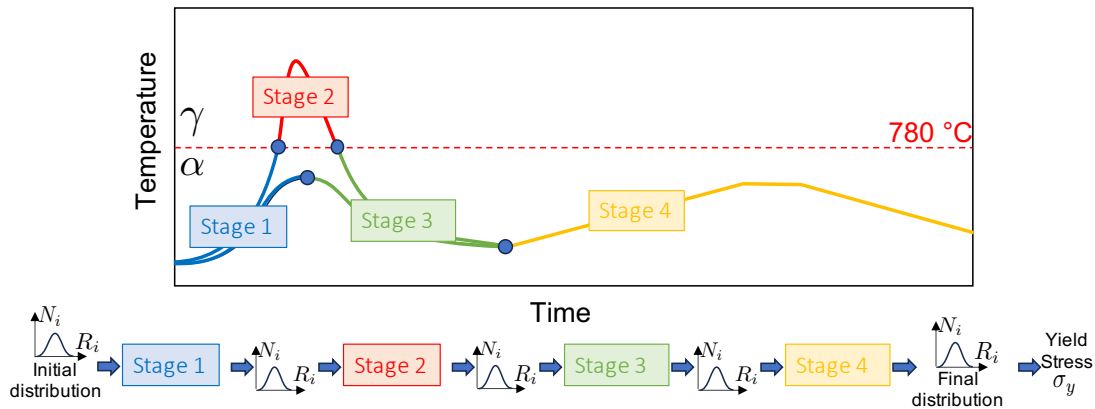 Temperature
γ
α
780 °C
Stage 2
Stage 1
Stage 3
Stage 4
Time
N_i
R_i
Initial
distribution
Stage 1
N_i
R_i
Stage 2
N_i
R_i
Stage 3
N_i
R_i
Stage 4
N_i
R_i
Final
distribution
Yield
Stress
σ_y